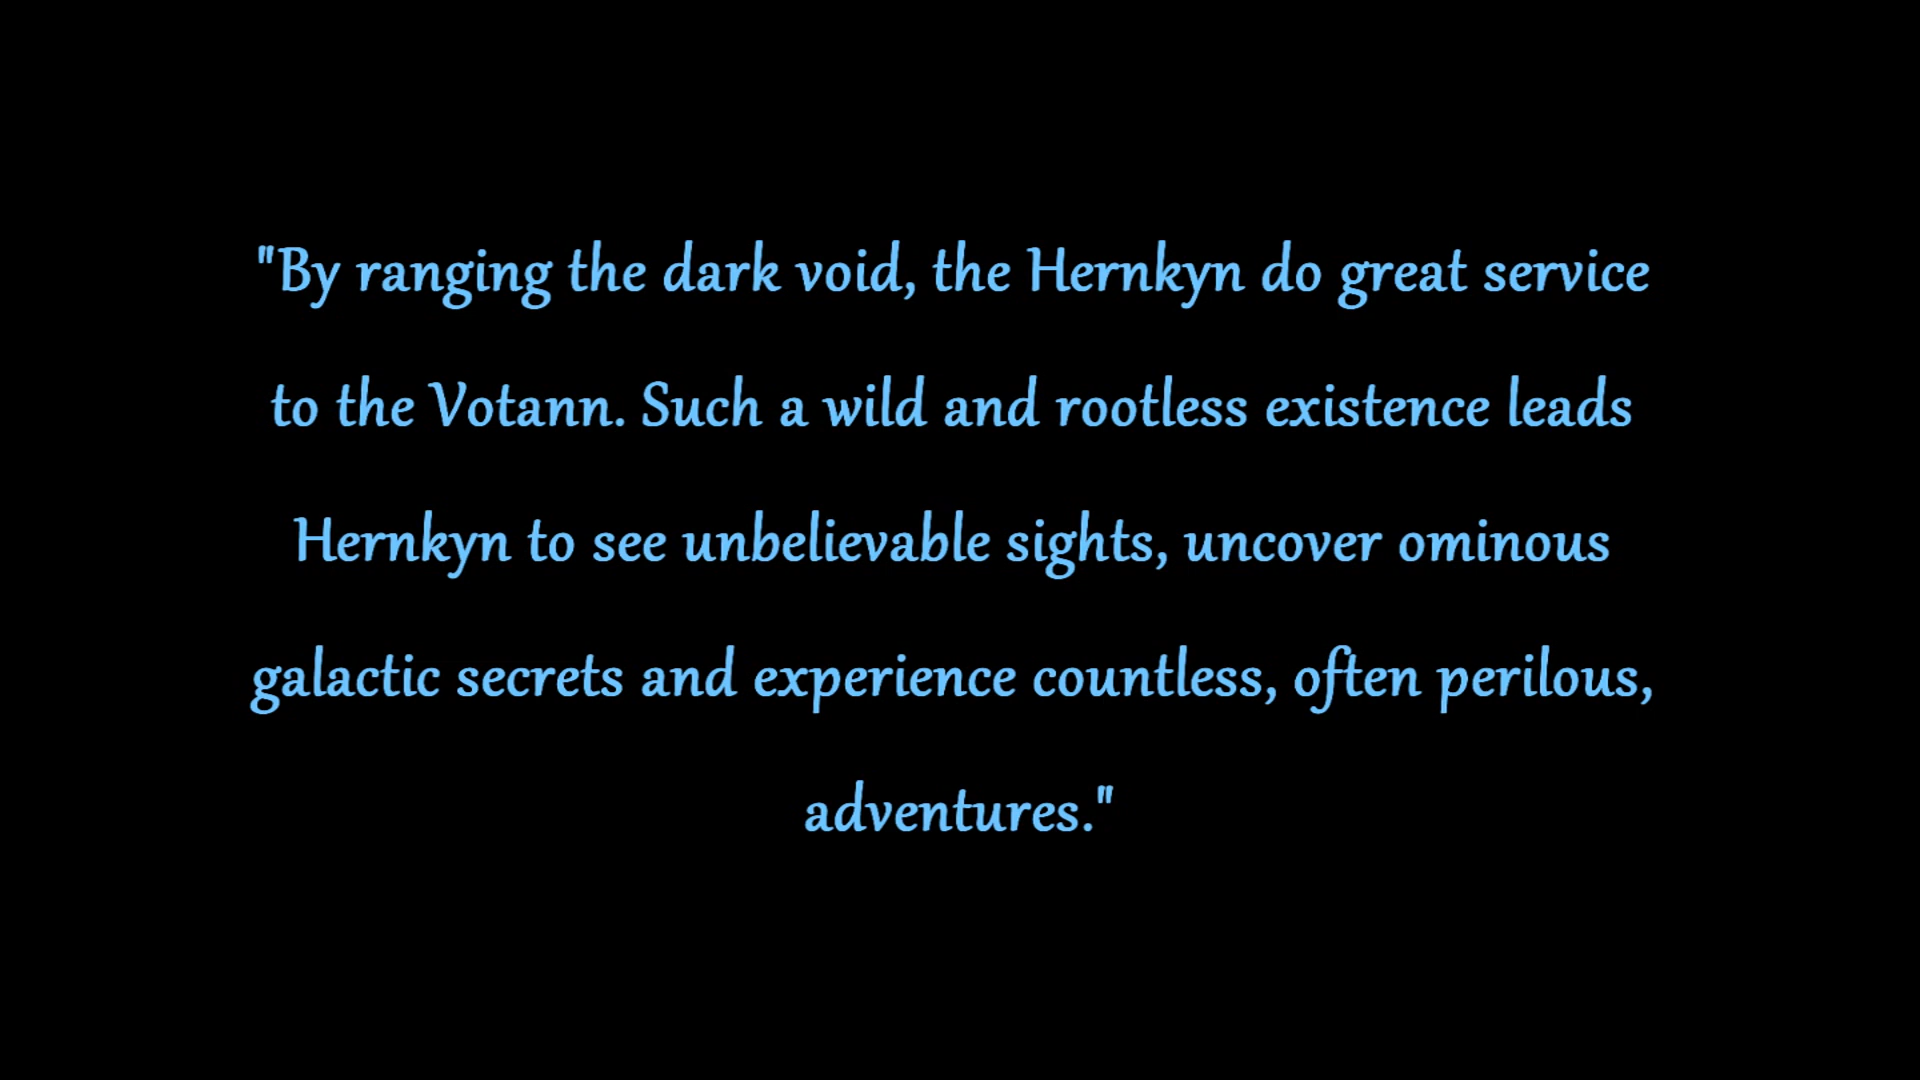 "By ranging the dark void, the Hernkyn do great service
to the Votann. Such a wild and rootless existence leads
Hernkyn to see unbelievable sights, uncover ominous
galactic secrets and experience countless, often perilous,
adventures."